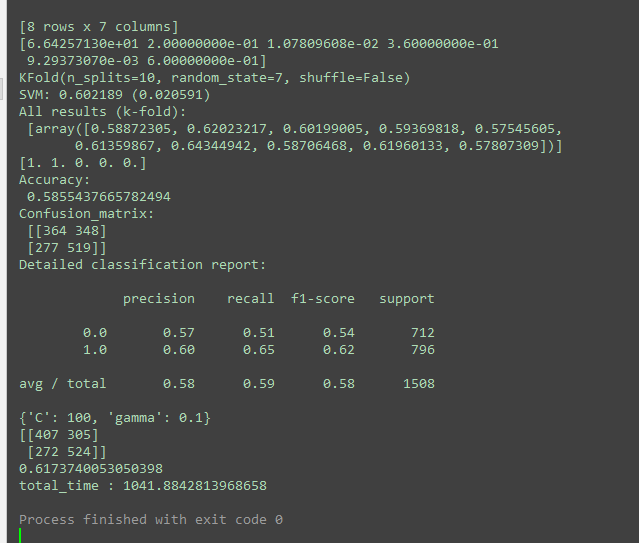 [8 rows x 7 columns]
[6.64257130e+01 2.00000000e-01 1.07809608e-02 3.60000000e-01
 9.29373070e-03 6.00000000e-01]
KFold(n_splits=10, random_state=7, shuffle=False)
SVM: 0.602189 (0.020591)
All results (k-fold):
 [array([0.58872305, 0.62023217, 0.60199005, 0.59369818, 0.57545605,
       0.61359867, 0.64344942, 0.58706468, 0.61960133, 0.57807309])]
[1. 1. 0. 0. 0.]
Accuracy:
 0.5855437665782494
Confusion_matrix:
 [[364 348]
 [277 519]]
Detailed classification report:
             precision    recall  f1-score   support
        0.0       0.57      0.51      0.54       712
        1.0       0.60      0.65      0.62       796
avg / total       0.58      0.59      0.58      1508
{'C': 100, 'gamma': 0.1}
[[407 305]
 [272 524]]
0.6173740053050398
total_time : 1041.8842813968658
Process finished with exit code 0